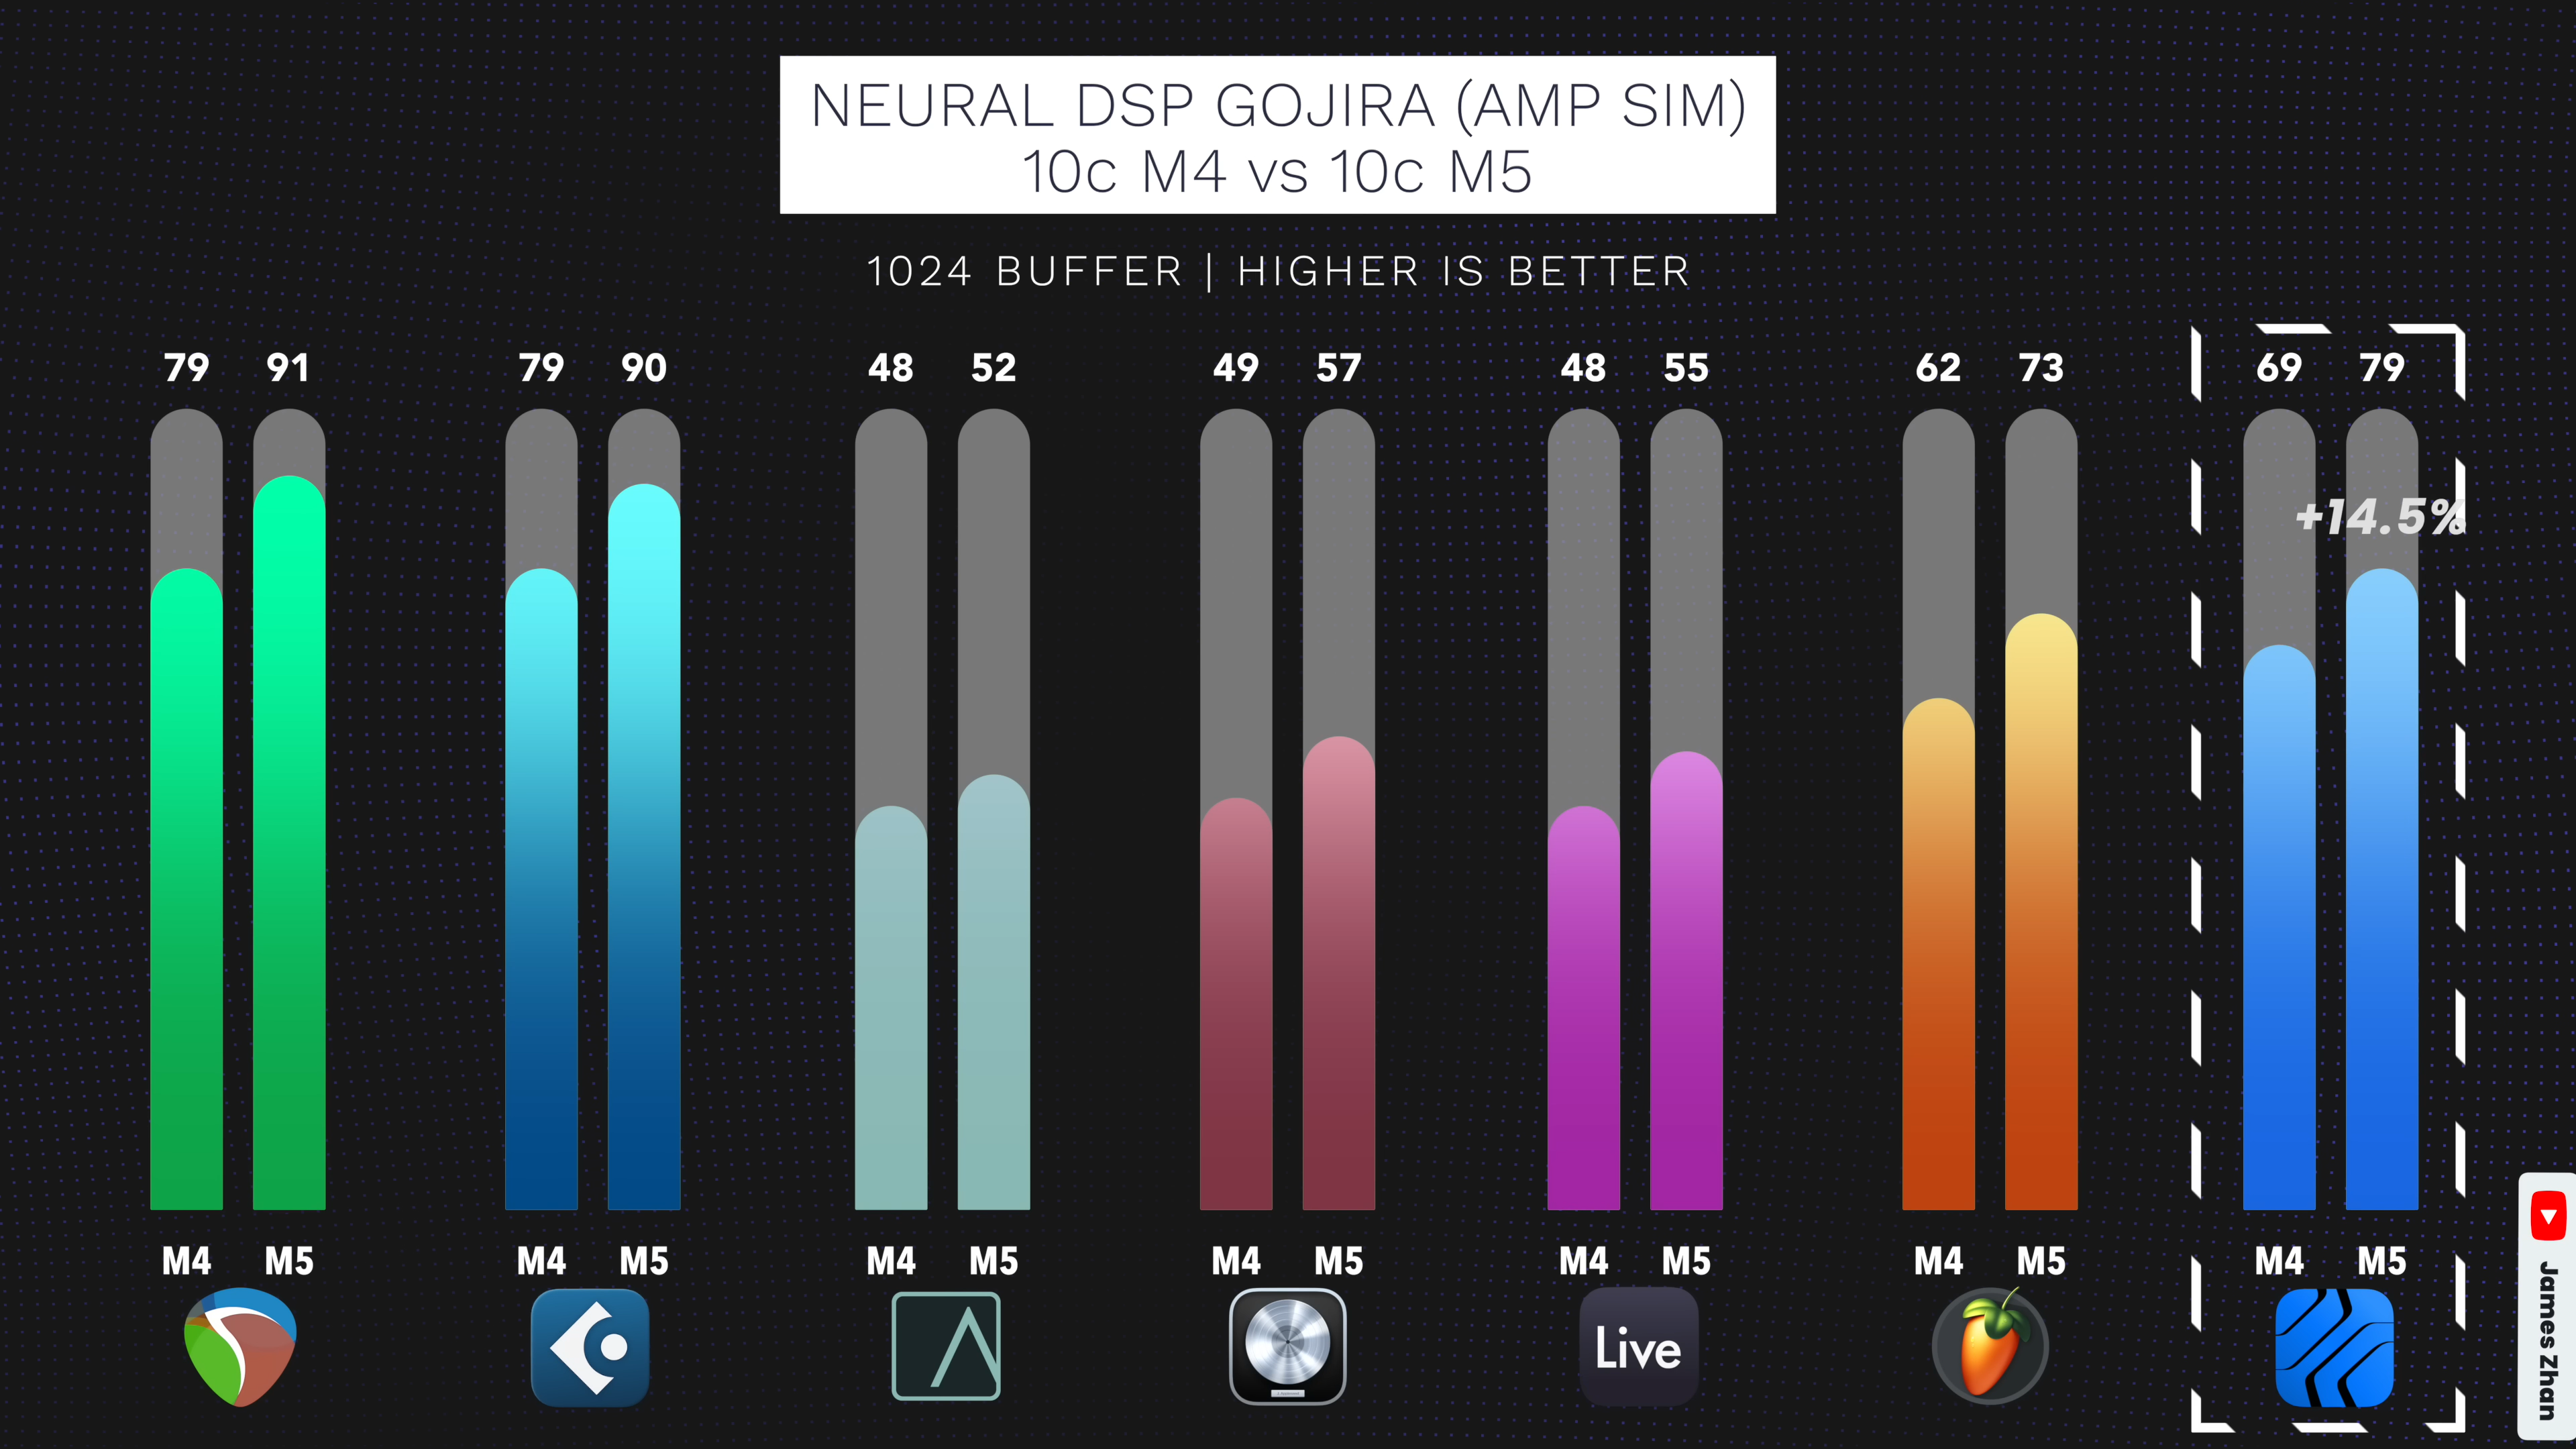 NEURAL DSP GOJIRA (AMP SIM)
10c M4 vs 10c M5
1024 BUFFER | HIGHER IS BETTER
79 91 79 90 48 52 49 57 48 55 62 73 69 79
+14.5%
M4 M5 M4 M5 M4 M5 M4 M5 M4 M5 M4 M5 M4 M5
Live
James Zhan